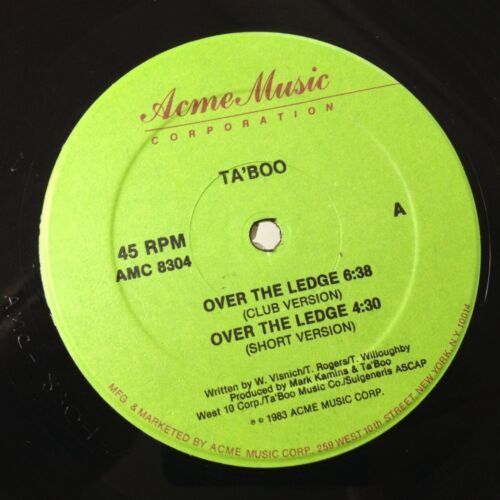 Acme Music
CORPORATION
TA'BOO
45 RPM
AMC 8304
A
OVER THE LEDGE 6:38
(CLUB VERSION)
OVER THE LEDGE 4:30
(SHORT VERSION)
Written by W. Visnich/T. Rogers/T. Willoughby
Produced by Mark Kamins & Ta'Boo
West 10 Corp./Ta'Boo Music Co./Suigeneris ASCAP
℗ © 1983 ACME MUSIC CORP.
MFG. & MARKETED BY ACME MUSIC CORP. 259 WEST 10th STREET, NEW YORK, N.Y. 10014